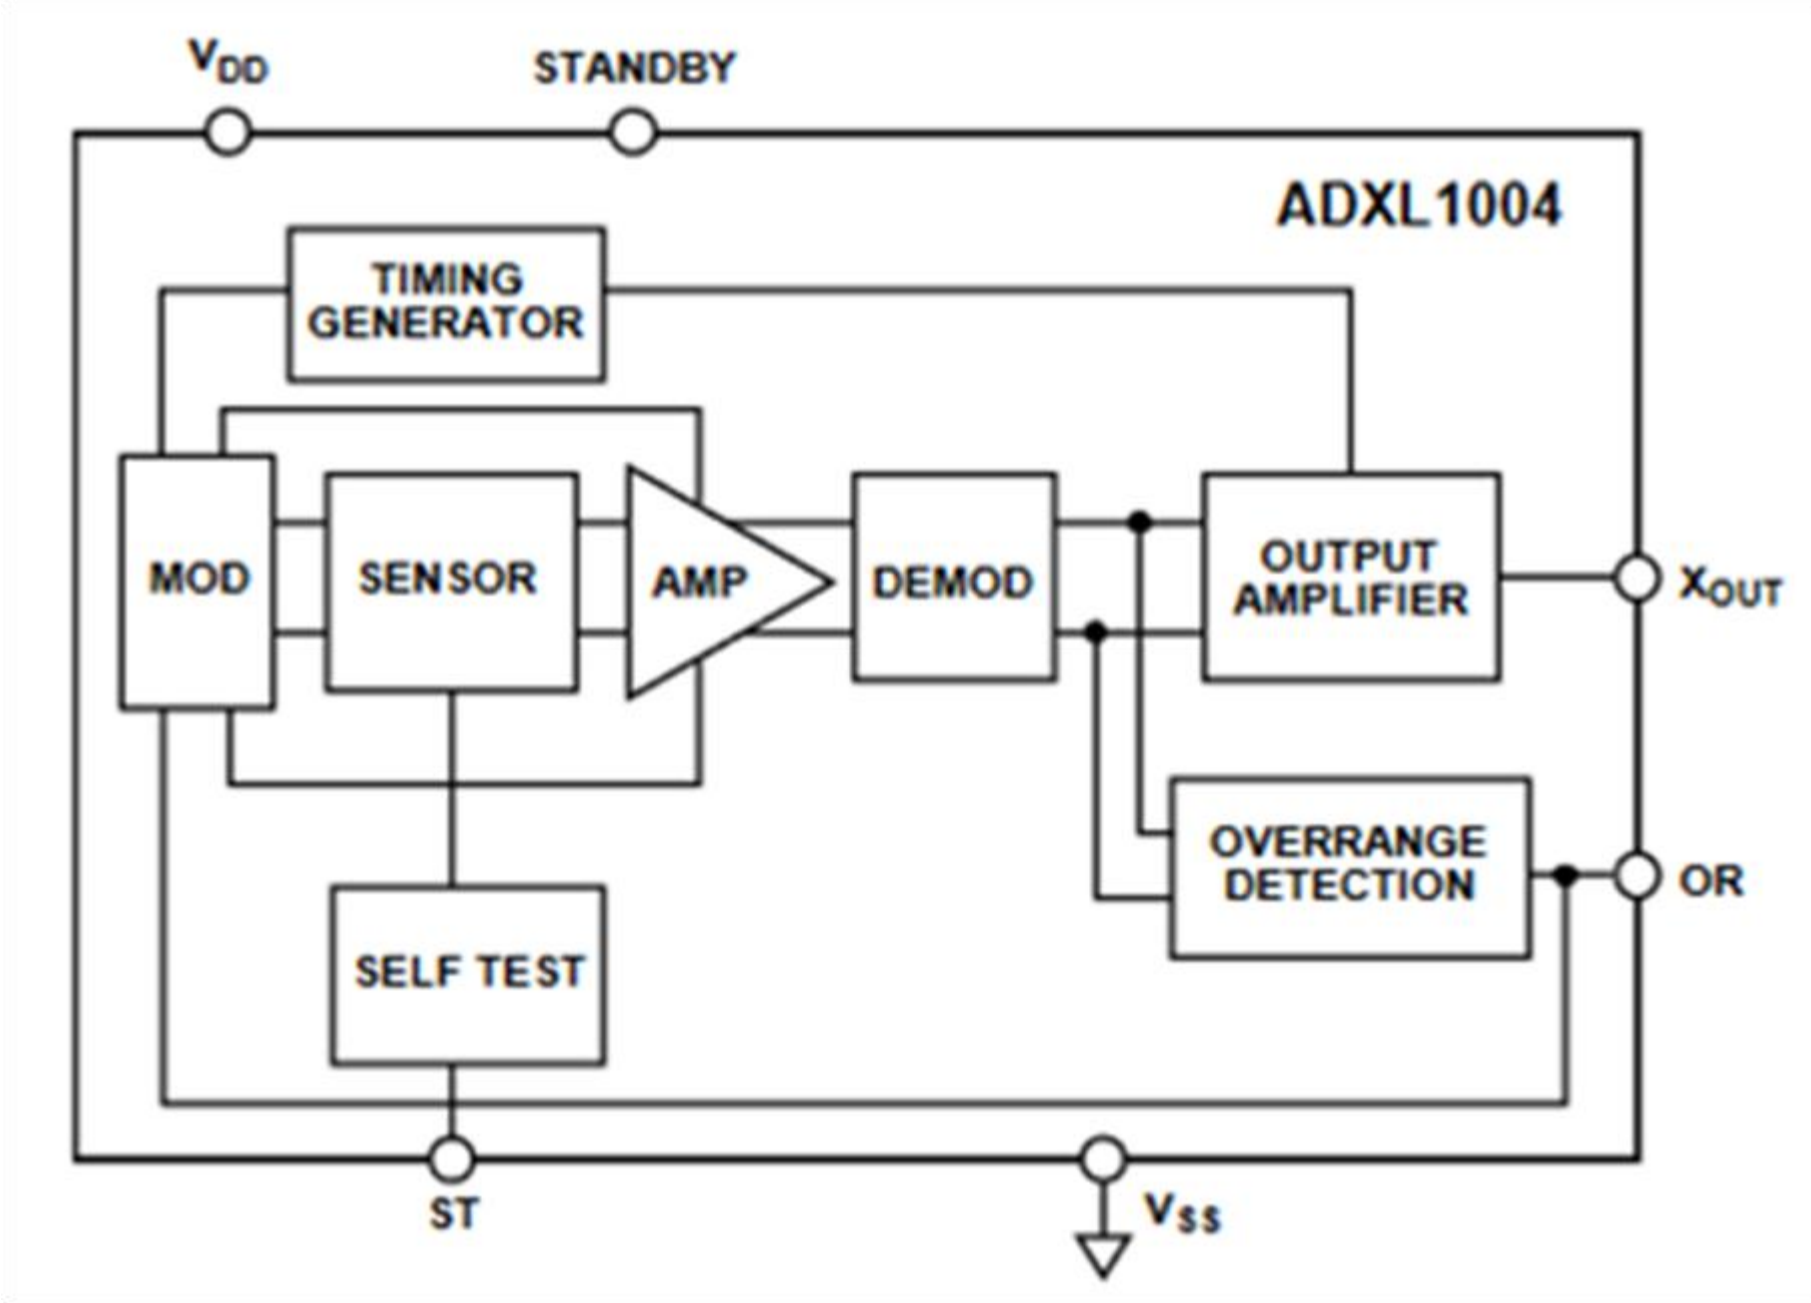 VDD
STANDBY
ADXL1004
TIMING
GENERATOR
MOD
SENSOR
AMP
DEMOD
OUTPUT
AMPLIFIER
XOUT
OVERRANGE
DETECTION
OR
SELF TEST
ST
VSS